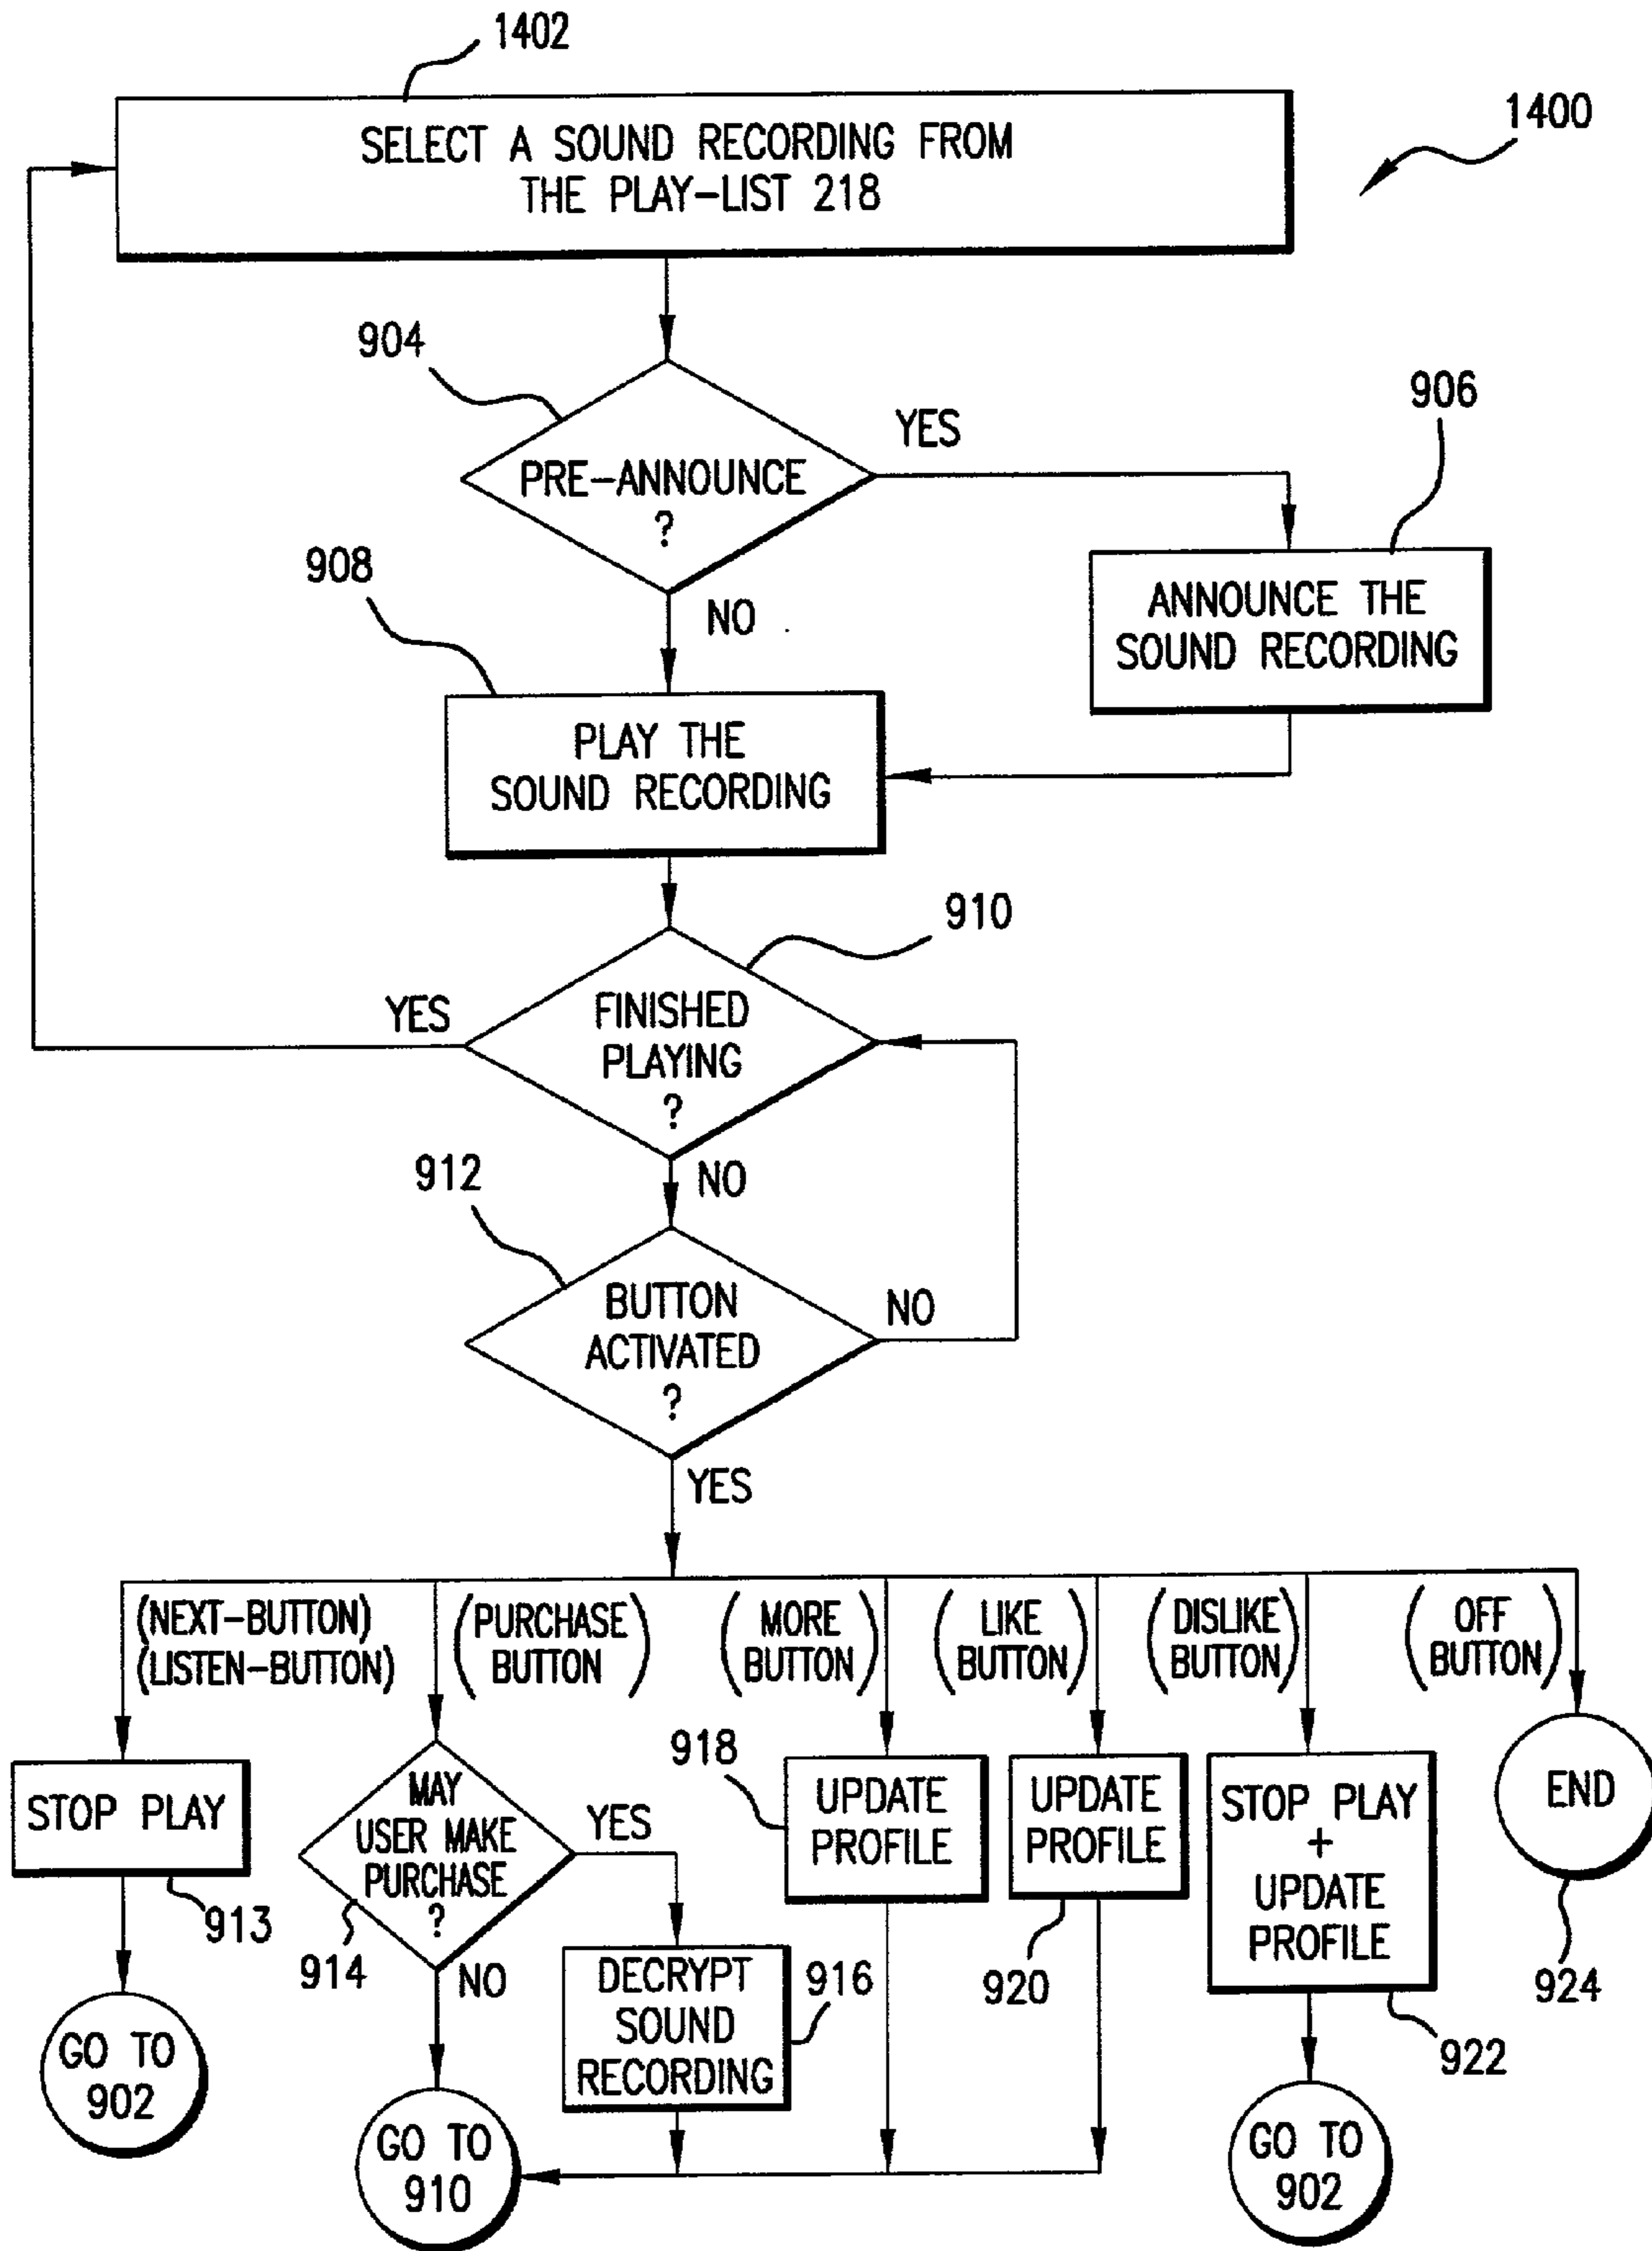 1402
1400
SELECT A SOUND RECORDING FROM
THE PLAY-LIST 218
904
PRE-ANNOUNCE
?
YES
906
NO
ANNOUNCE THE
SOUND RECORDING
908
PLAY THE
SOUND RECORDING
910
FINISHED
PLAYING
?
YES
NO
912
BUTTON
ACTIVATED
?
NO
YES
(NEXT-BUTTON)
(LISTEN-BUTTON)
(PURCHASE
BUTTON)
(MORE
BUTTON)
(LIKE
BUTTON)
(DISLIKE
BUTTON)
(OFF
BUTTON)
STOP PLAY
913
GO TO
902
MAY
USER MAKE
PURCHASE
?
914
YES
NO
DECRYPT
SOUND
RECORDING
916
GO TO
910
918
UPDATE
PROFILE
UPDATE
PROFILE
920
STOP PLAY
+
UPDATE
PROFILE
922
GO TO
902
END
924